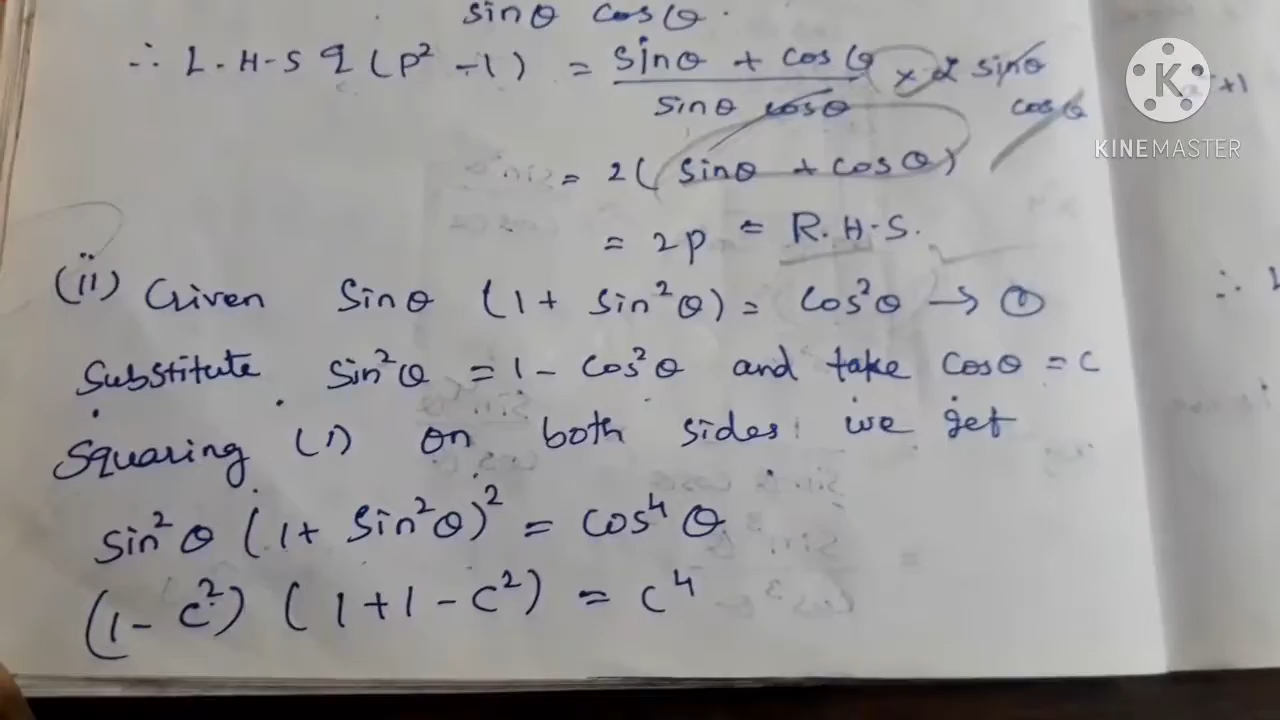 sinθ cosθ.
∴ L.H.S q (p² -1) = sinθ + cosθ / sinθ cosθ × 2 sinθ cosθ
= 2( sinθ + cosθ)
= 2p = R.H.S.
(ii) Given sinθ (1+ sin²θ) = cos²θ → ①
Substitute sin²θ = 1- cos²θ and take cosθ = c
Squaring (1) on both sides we get
sin²θ (1+ sin²θ)² = cos⁴θ
(1- c²) (1+1- c²) = c⁴
K
KINEMASTER
+1
∴